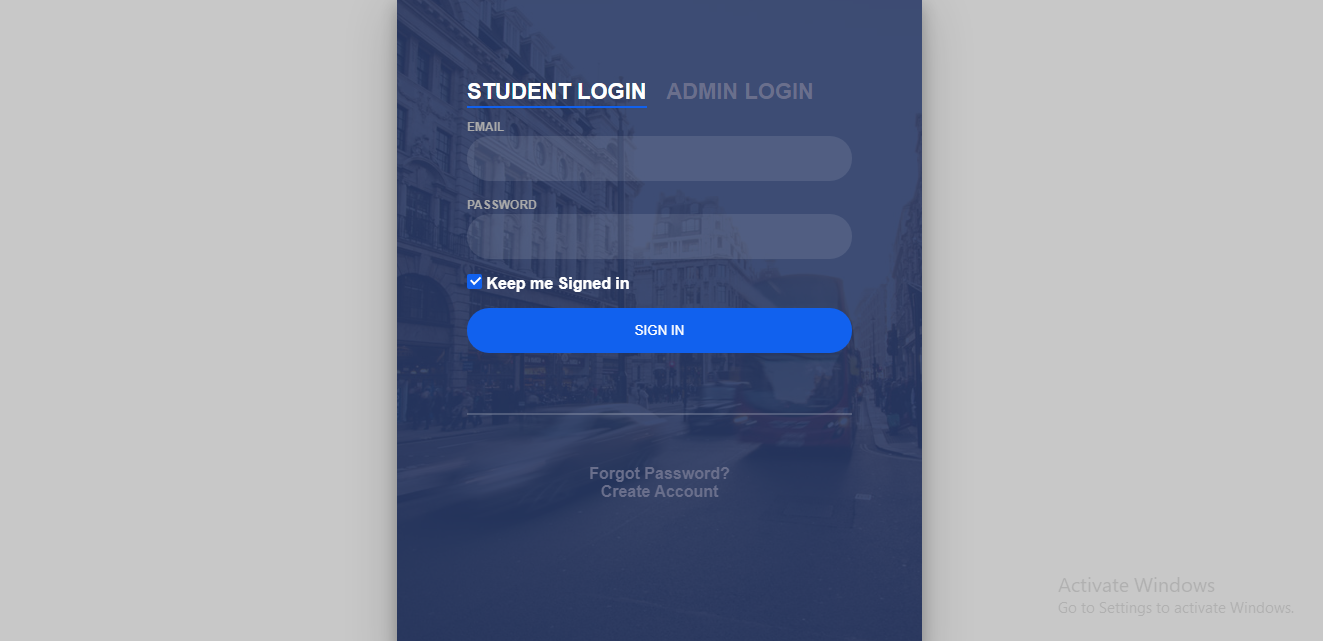 STUDENT LOGIN ADMIN LOGIN
EMAIL
PASSWORD
Keep me Signed in
SIGN IN
Forgot Password?
Create Account
Activate Windows
Go to Settings to activate Windows.